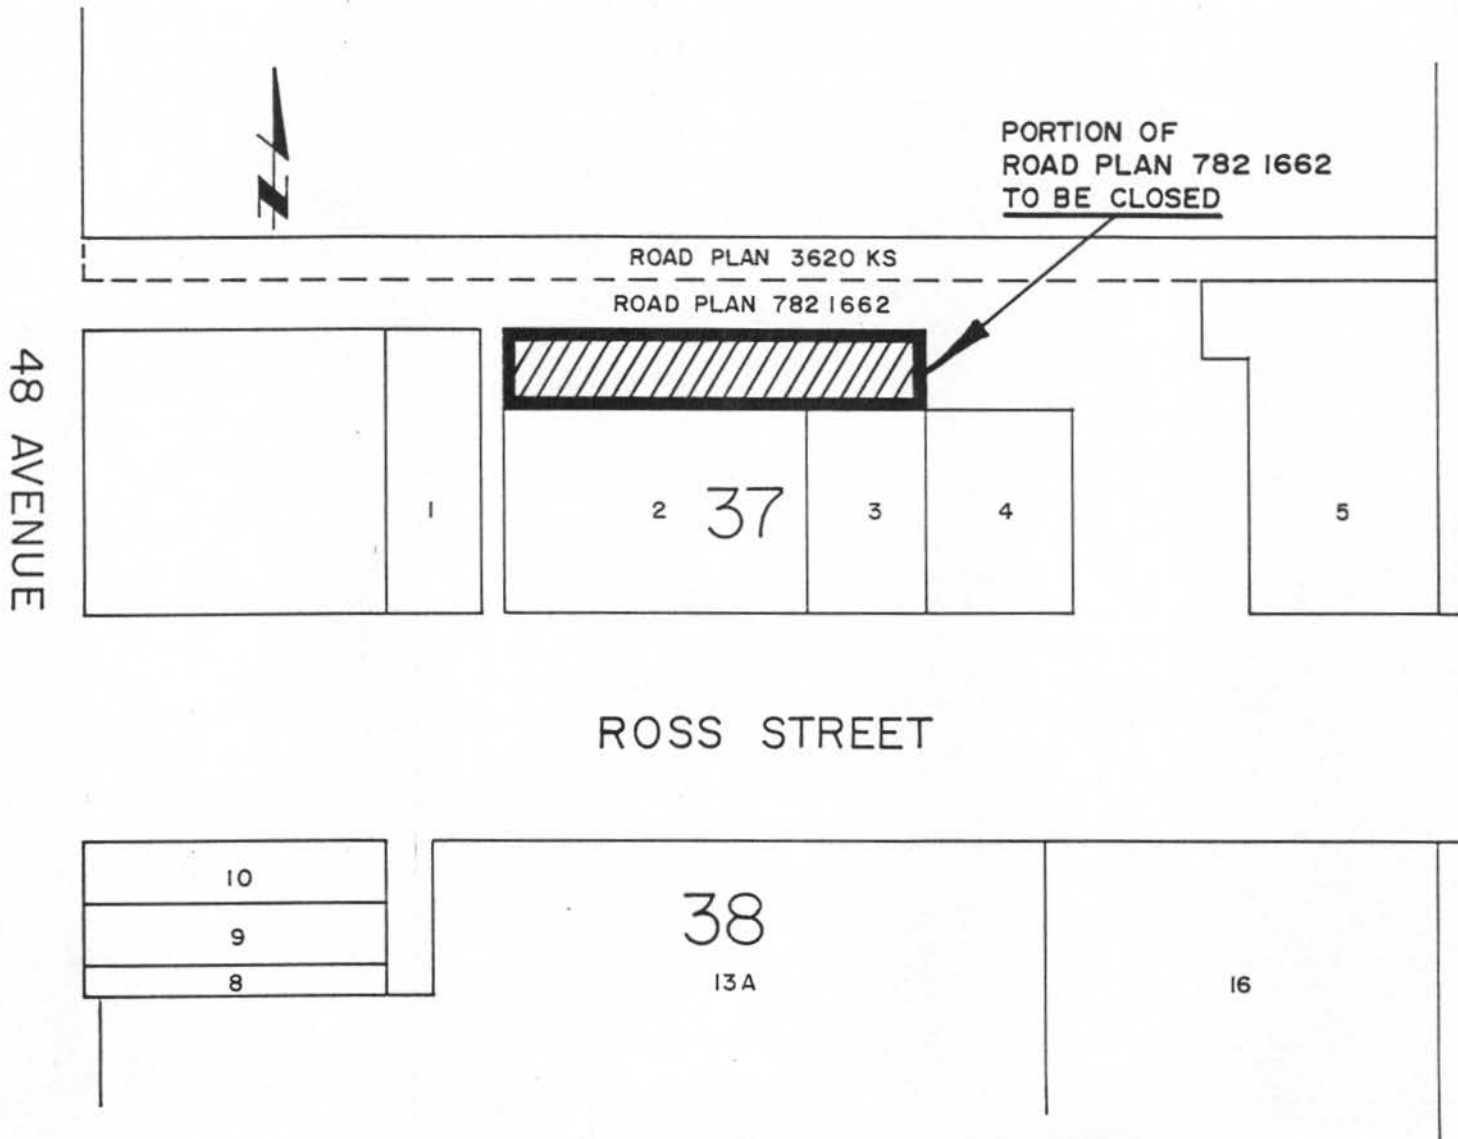 PORTION OF
ROAD PLAN 782 1662
TO BE CLOSED
N
ROAD PLAN 3620 KS
ROAD PLAN 782 1662
48 AVENUE
1
2
37
3
4
5
ROSS STREET
10
9
8
38
13A
16